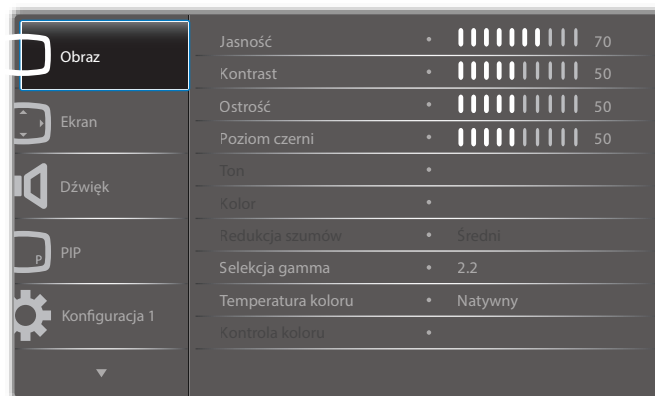 Obraz
Ekran
Dźwięk
P
PIP
Konfiguracja 1
Jasność • 70
Kontrast • 50
Ostrość • 50
Poziom czerni • 50
Ton •
Kolor •
Redukcja szumów • Średni
Selekcja gamma • 2.2
Temperatura koloru • Natywny
Kontrola koloru •